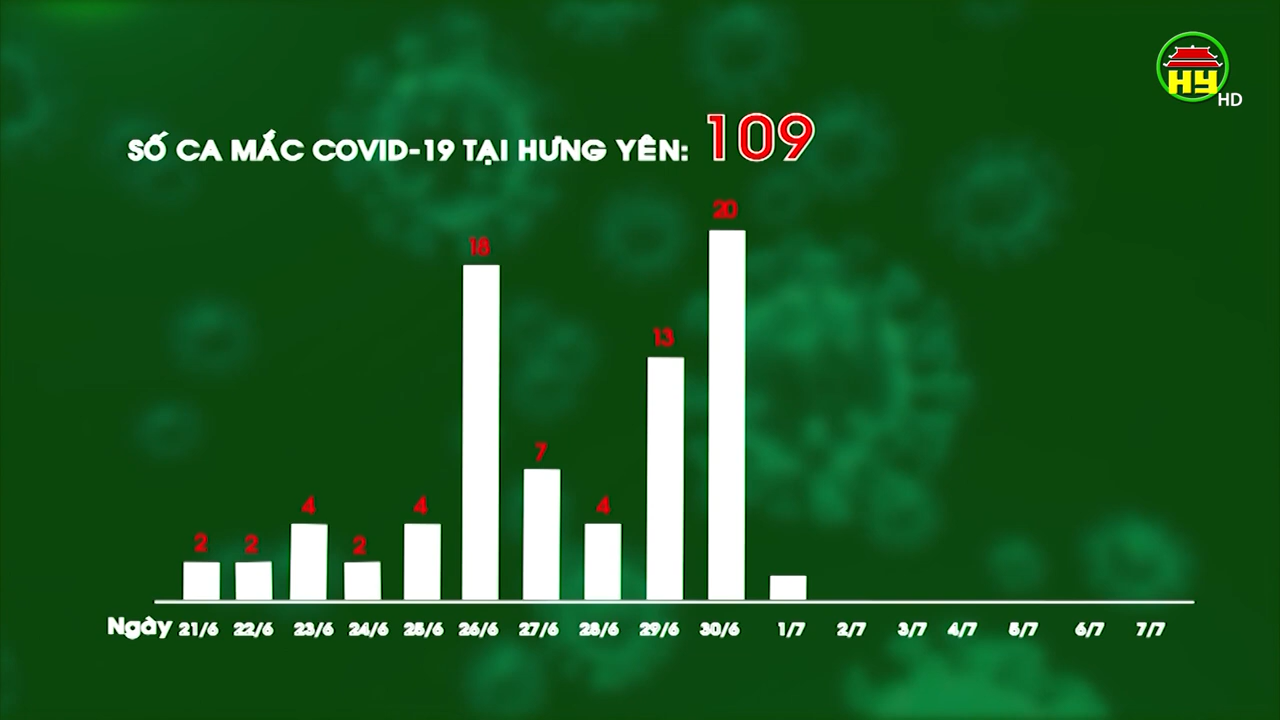 HY
HD
SỐ CA MẮC COVID-19 TẠI HƯNG YÊN: 109
20
18
13
7
4 4 4
2 2 2
Ngày 21/6 22/6 23/6 24/6 25/6 26/6 27/6 28/6 29/6 30/6 1/7 2/7 3/7 4/7 5/7 6/7 7/7